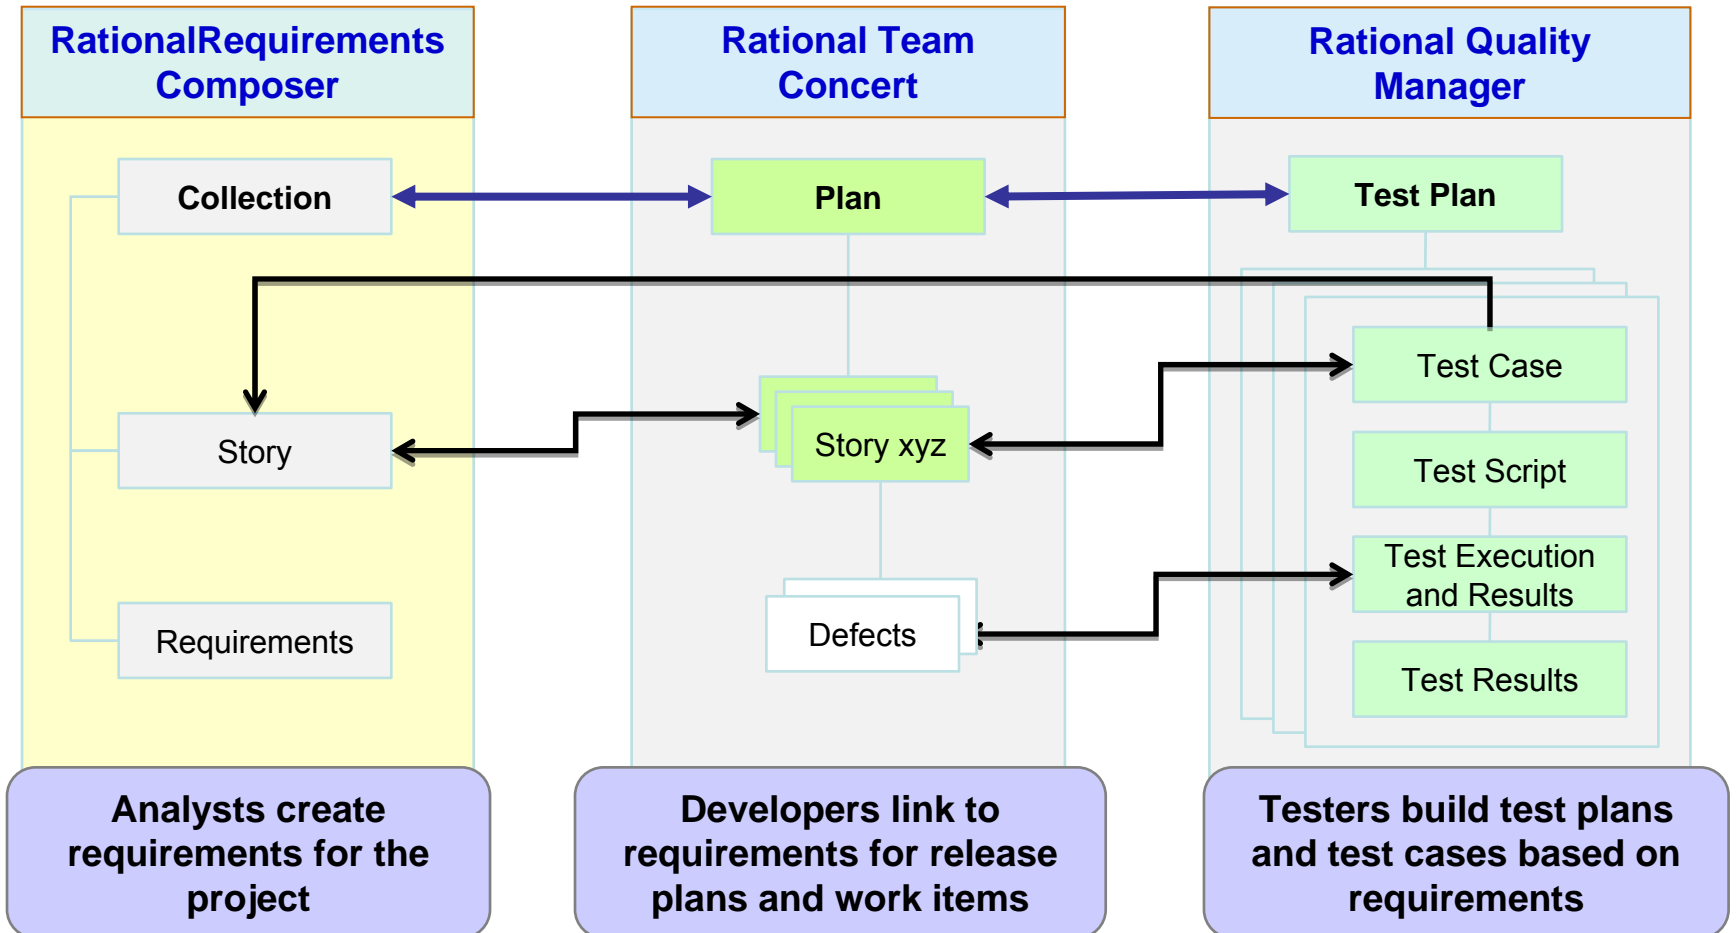 RationalRequirements
Composer
Rational Team
Concert
Rational Quality
Manager
Collection
Plan
Test Plan
Test Case
Story
Story xyz
Test Script
Test Execution
and Results
Requirements
Defects
Test Results
Analysts create
requirements for the
project
Developers link to
requirements for release
plans and work items
Testers build test plans
and test cases based on
requirements